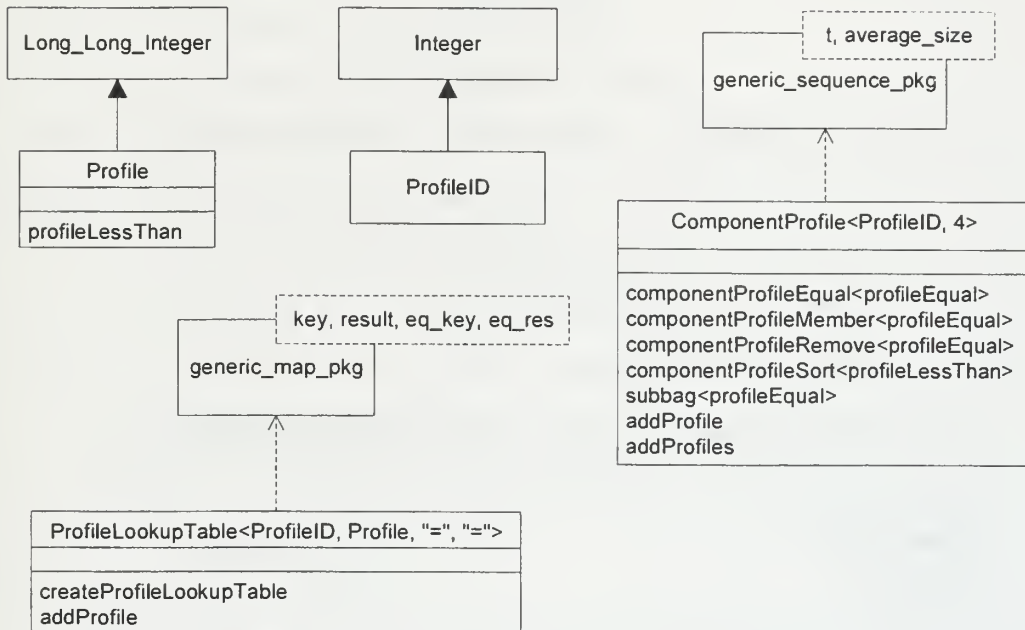 Long_Long_Integer
Profile
profileLessThan
Integer
ProfileID
t, average_size
generic_sequence_pkg
ComponentProfile<ProfileID, 4>
componentProfileEqual<profileEqual>
componentProfileMember<profileEqual>
componentProfileRemove<profileEqual>
componentProfileSort<profileLessThan>
subbag<profileEqual>
addProfile
addProfiles
key, result, eq_key, eq_res
generic_map_pkg
ProfileLookupTable<ProfileID, Profile, "=", "=">
createProfileLookupTable
addProfile